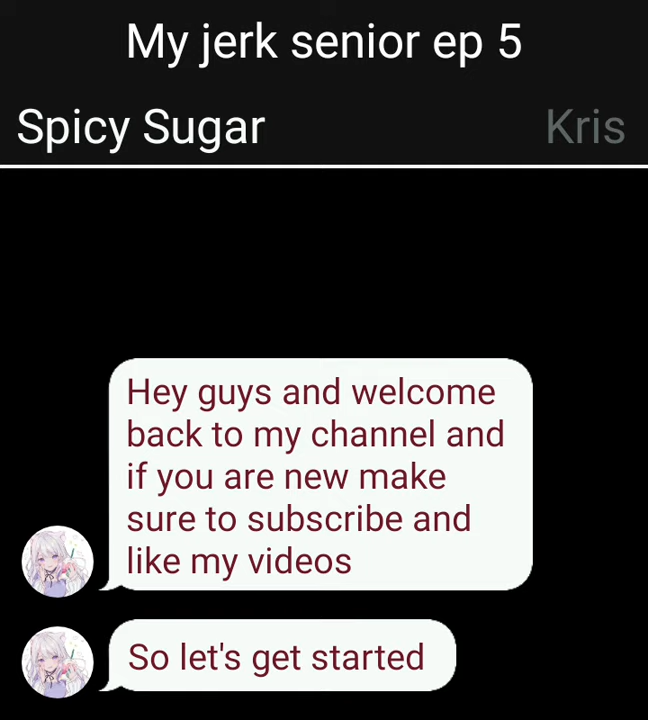 My jerk senior ep 5
Spicy Sugar
Kris
Hey guys and welcome
back to my channel and
if you are new make
sure to subscribe and
like my videos
So let's get started